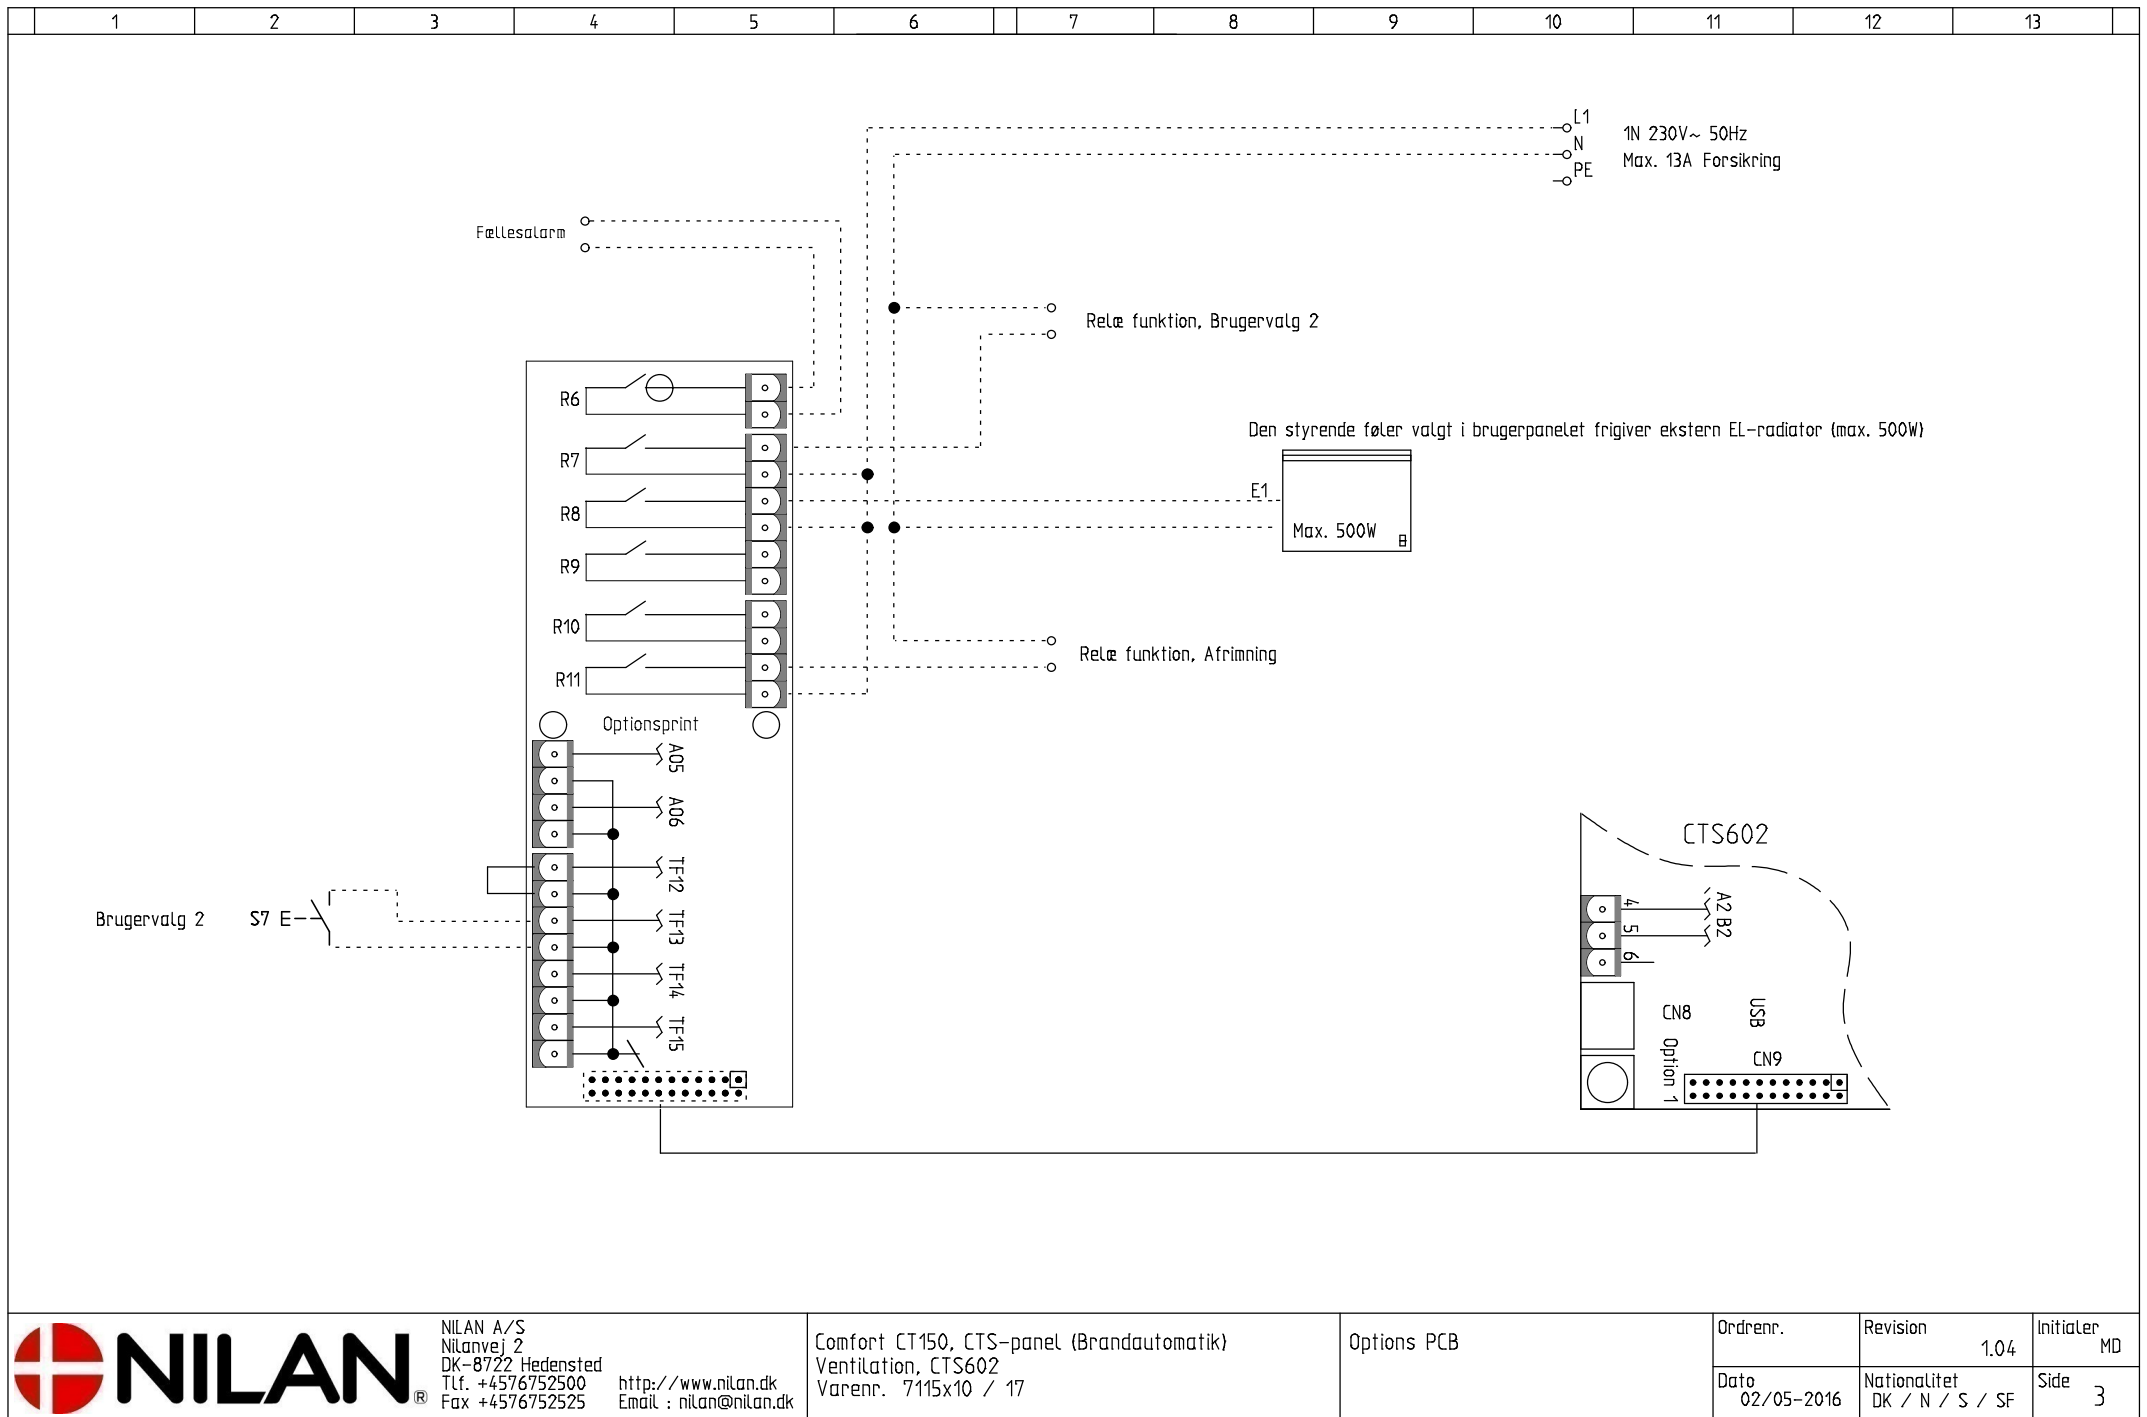 1 2 3 4 5 6 7 8 9 10 11 12 13
L1
N
PE
1N 230V~ 50Hz
Max. 13A Forsikring
Fællesalarm
Relæ funktion, Brugervalg 2
Den styrende føler valgt i brugerpanelet frigiver ekstern EL-radiator (max. 500W)
E1
Max. 500W
R6
R7
R8
R9
R10
R11
Relæ funktion, Afrimning
Optionsprint
A05
A06
TF12
TF13
TF14
TF15
Brugervalg 2
S7 E
CTS602
4
5
6
A2 B2
CN8
USB
Option 1
CN9
NILAN ®
NILAN A/S
Nilanvej 2
DK-8722 Hedensted
Tlf. +4576752500 http://www.nilan.dk
Fax +4576752525 Email : nilan@nilan.dk
Comfort CT150, CTS-panel (Brandautomatik)
Ventilation, CTS602
Varenr. 7115x10 / 17
Options PCB
Ordrenr.
Revision
1.04
Initialer
MD
Dato
02/05-2016
Nationalitet
DK / N / S / SF
Side
3